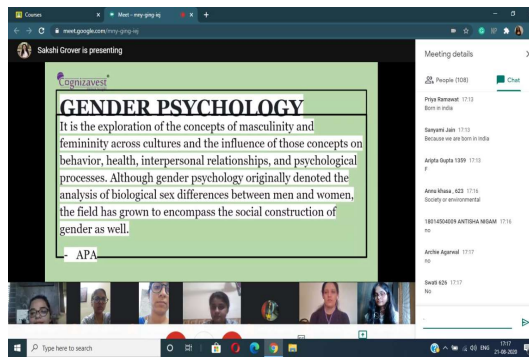 Courses
Meet - mny-ging-iej
meet.google.com/mny-ging-iej
Sakshi Grover is presenting
Cognizavest
GENDER PSYCHOLOGY
It is the exploration of the concepts of masculinity and
femininity across cultures and the influence of those concepts on
behavior, health, interpersonal relationships, and psychological
processes. Although gender psychology originally denoted the
analysis of biological sex differences between men and women,
the field has grown to encompass the social construction of
gender as well.
- APA
Meeting details
People (108)
Chat
Priya Ramawat 17:13
Born in india
Sanyami Jain 17:13
Because we are born in India
Aripta Gupta 1359 17:13
F
Annu khasa , 623 17:16
Society or environmental
18014504009 ANTISHA NIGAM 17:16
no
Archie Agarwal 17:17
no
Swati 626 17:17
No
Type here to search
ENG
17:17
21-08-2020